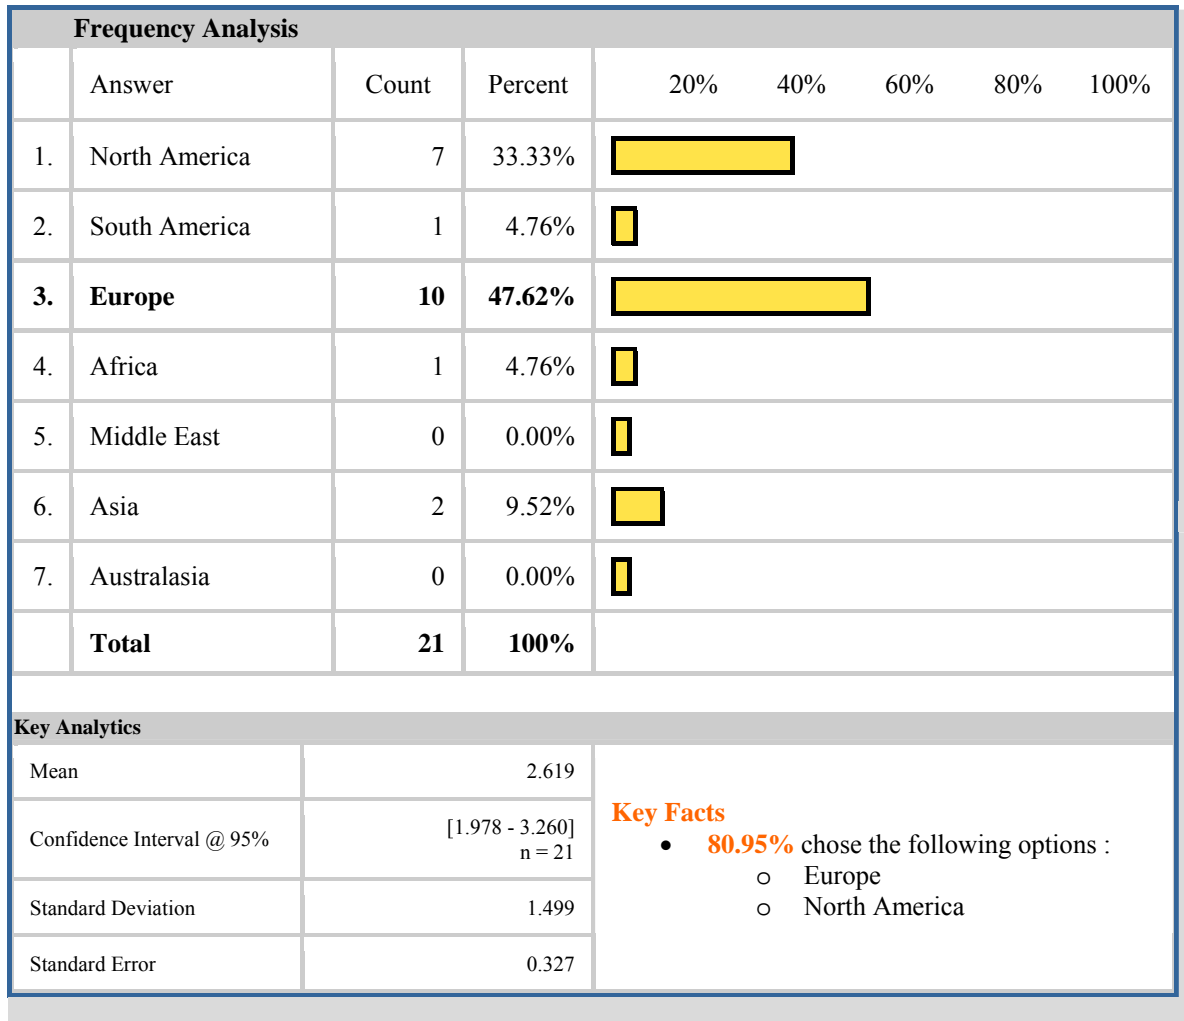 Frequency Analysis
Answer Count Percent 20% 40% 60% 80% 100%
1. North America 7 33.33%
2. South America 1 4.76%
3. Europe 10 47.62%
4. Africa 1 4.76%
5. Middle East 0 0.00%
6. Asia 2 9.52%
7. Australasia 0 0.00%
Total 21 100%
Key Analytics
Mean 2.619
Confidence Interval @ 95% [1.978 - 3.260]
n = 21
Standard Deviation 1.499
Standard Error 0.327
Key Facts
• 80.95% chose the following options :
o Europe
o North America